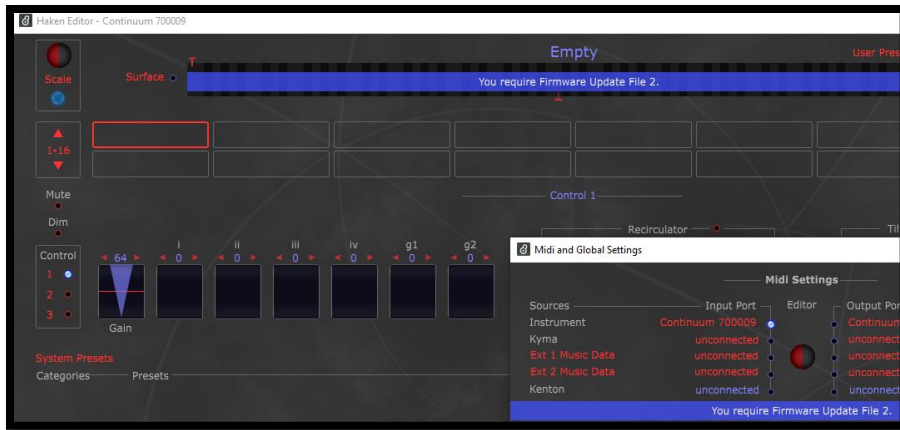 Haken Editor - Continuum 700009
Empty
User Pres
Scale
Surface
You require Firmware Update File 2.
1-16
Mute
Control 1
Dim
Recirculator
Til
Control
i ii iii iv g1 g2
64 0 0 0 0 0 0
1
2
3
Gain
System Presets
Categories Presets
Midi and Global Settings
Midi Settings
Sources Input Port Editor Output Por
Instrument Continuum 700009 Continuum
Kyma unconnected unconnect
Ext 1 Music Data unconnected unconnect
Ext 2 Music Data unconnected unconnect
Kenton unconnected unconnect
You require Firmware Update File 2.